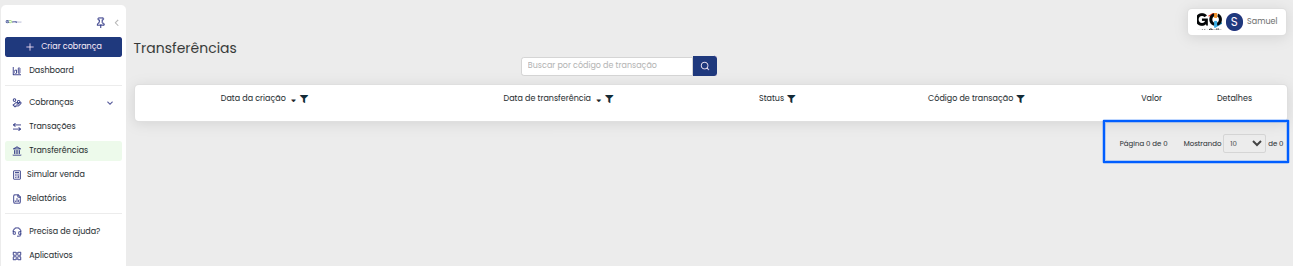 GO S Samuel
Criar cobrança
Transferências
Buscar por código de transação
Dashboard
Data da criação Data de transferência Status Código de transação Valor Detalhes
Cobranças
Transações
Página 0 de 0 Mostrando 10 de 0
Transferências
Simular venda
Relatórios
Precisa de ajuda?
Aplicativos